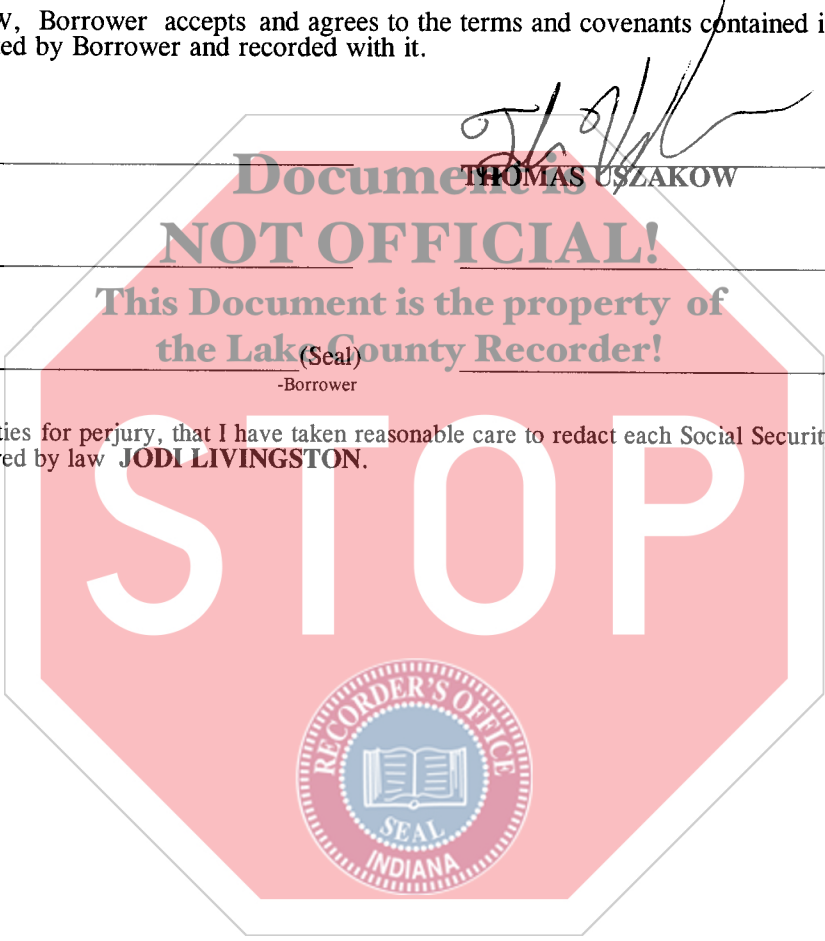 W, Borrower accepts and agrees to the terms and covenants contained i
ed by Borrower and recorded with it.
Document is
THOMAS USZAKOW
NOT OFFICIAL!
This Document is the property of
the Lake County Recorder!
(Seal)
-Borrower
ties for perjury, that I have taken reasonable care to redact each Social Securit
ed by law JODI LIVINGSTON.
STOP
RECORDER'S OFFICE
SEAL
INDIANA